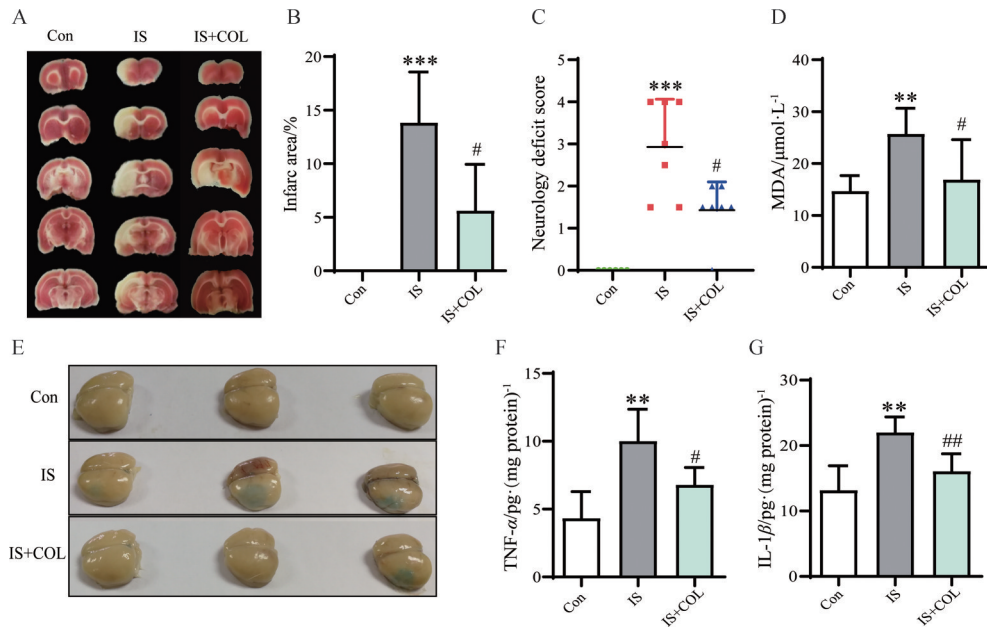 A
Con
IS
IS+COL
B
Infarc area/%
20
15
10
5
0
***
#
Con
IS
IS+COL
C
Neurology deficit score
5
4
3
2
1
0
***
#
Con
IS
IS+COL
D
MDA/μmol·L⁻¹
40
30
20
10
0
**
#
Con
IS
IS+COL
E
Con
IS
IS+COL
F
TNF-α/pg·(mg protein)⁻¹
15
10
5
0
**
#
Con
IS
IS+COL
G
IL-1β/pg·(mg protein)⁻¹
30
20
10
0
**
##
Con
IS
IS+COL